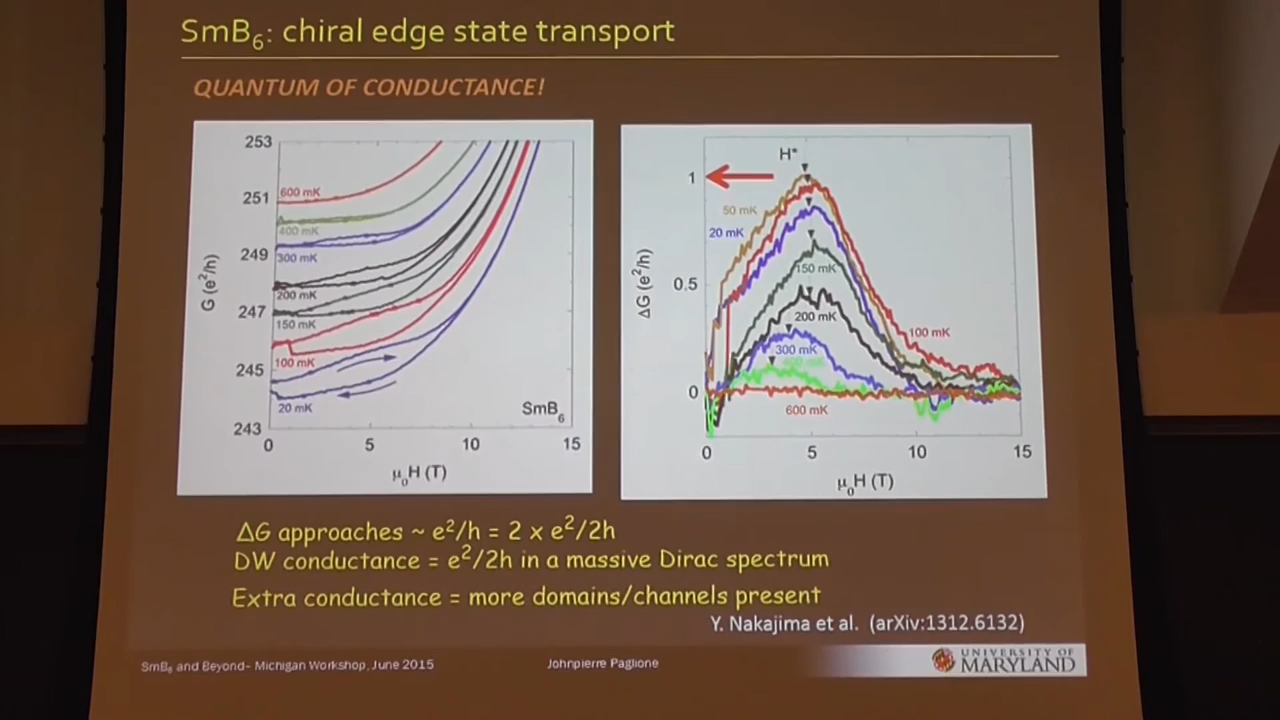 SmB6: chiral edge state transport
QUANTUM OF CONDUCTANCE!
253
251
249
247
245
243
G (e²/h)
600 mK
400 mK
300 mK
200 mK
150 mK
100 mK
20 mK
SmB6
0 5 10 15
μ0H (T)
H*
1
0.5
0
ΔG (e²/h)
50 mK
20 mK
150 mK
200 mK
300 mK
400 mK
100 mK
600 mK
0 5 10 15
μ0H (T)
ΔG approaches ~ e²/h = 2 x e²/2h
DW conductance = e²/2h in a massive Dirac spectrum
Extra conductance = more domains/channels present
Y. Nakajima et al. (arXiv:1312.6132)
SmB6 and Beyond– Michigan Workshop, June 2015
Johnpierre Paglione
UNIVERSITY OF
MARYLAND